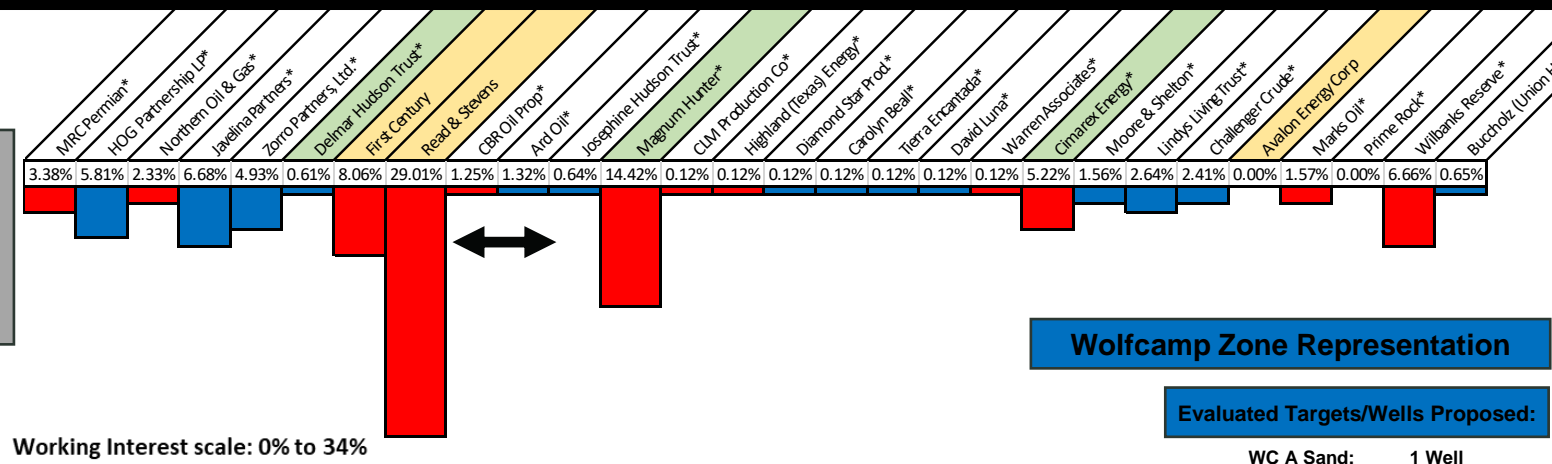 MRC Permian*
HOG Partnership LP*
Northern Oil & Gas*
Javelina Partners*
Zorro Partners, Ltd.*
Delmar Hudson Trust*
First Century
Read & Stevens
CBR Oil Prop*
Ard Oil*
Josephine Hudson Trust*
Magnum Hunter*
CLM Production Co*
Highland (Texas) Energy*
Diamond Star Prod.*
Carolyn Beall*
Tierra Encantada*
David Luna*
Warren Associates*
Cimarex Energy*
Moore & Shelton*
Lindys Living Trust*
Challenger Crude*
Avalon Energy Corp
Marks Oil*
Prime Rock*
Wilbanks Reserve*
Buccholz (Union H
3.38% 5.81% 2.33% 6.68% 4.93% 0.61% 8.06% 29.01% 1.25% 1.32% 0.64% 14.42% 0.12% 0.12% 0.12% 0.12% 0.12% 0.12% 0.12% 5.22% 1.56% 2.64% 2.41% 0.00% 1.57% 0.00% 6.66% 0.65%
Wolfcamp Zone Representation
Evaluated Targets/Wells Proposed:
Working Interest scale: 0% to 34%
WC A Sand: 1 Well